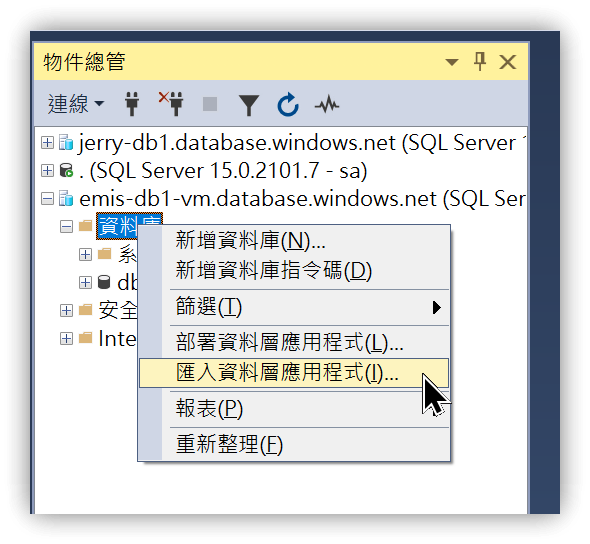 物件總管
連線
jerry-db1.database.windows.net (SQL Server 1
. (SQL Server 15.0.2101.7 - sa)
emis-db1-vm.database.windows.net (SQL Ser
資料庫
新增資料庫(N)...
系
新增資料庫指令碼(D)
db
安全
篩選(T)
Inte
部署資料層應用程式(L)...
匯入資料層應用程式(I)...
報表(P)
重新整理(F)